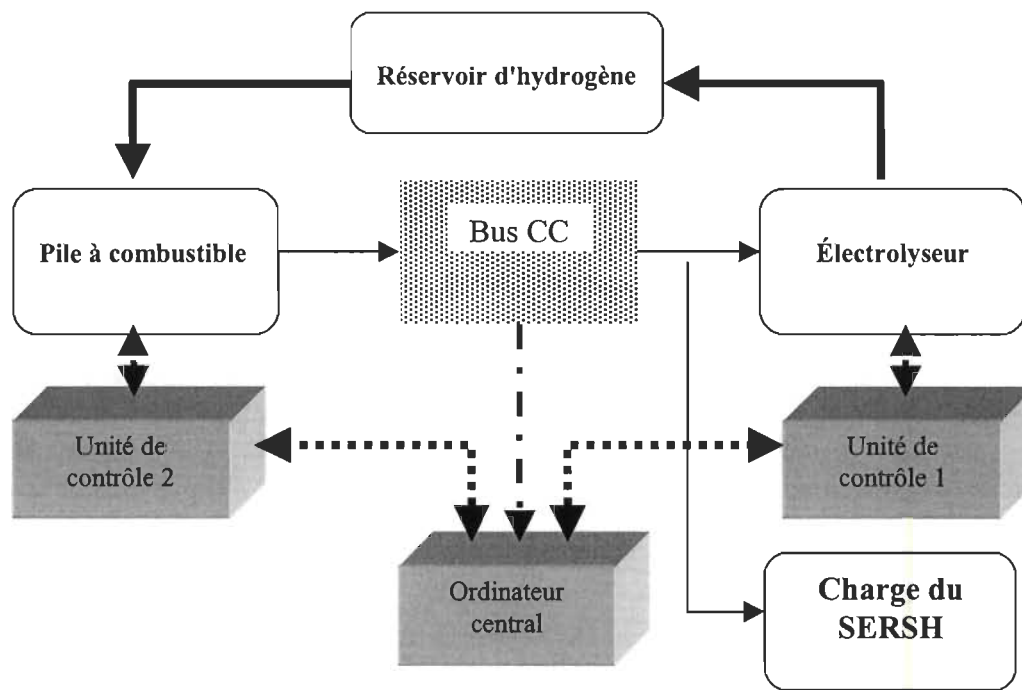 Réservoir d'hydrogène
Pile à combustible
Bus CC
Électrolyseur
Unité de
contrôle 2
Unité de
contrôle 1
Ordinateur
central
Charge du
SERSH